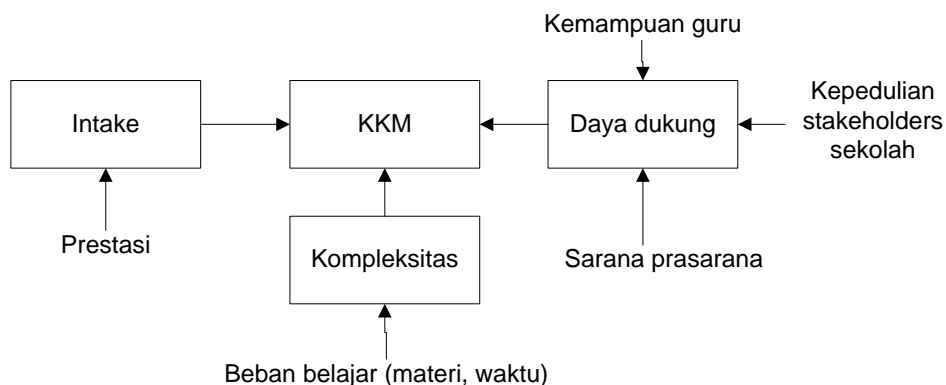 Kemampuan guru
Intake
KKM
Daya dukung
Kepedulian
stakeholders
sekolah
Prestasi
Kompleksitas
Sarana prasarana
Beban belajar (materi, waktu)